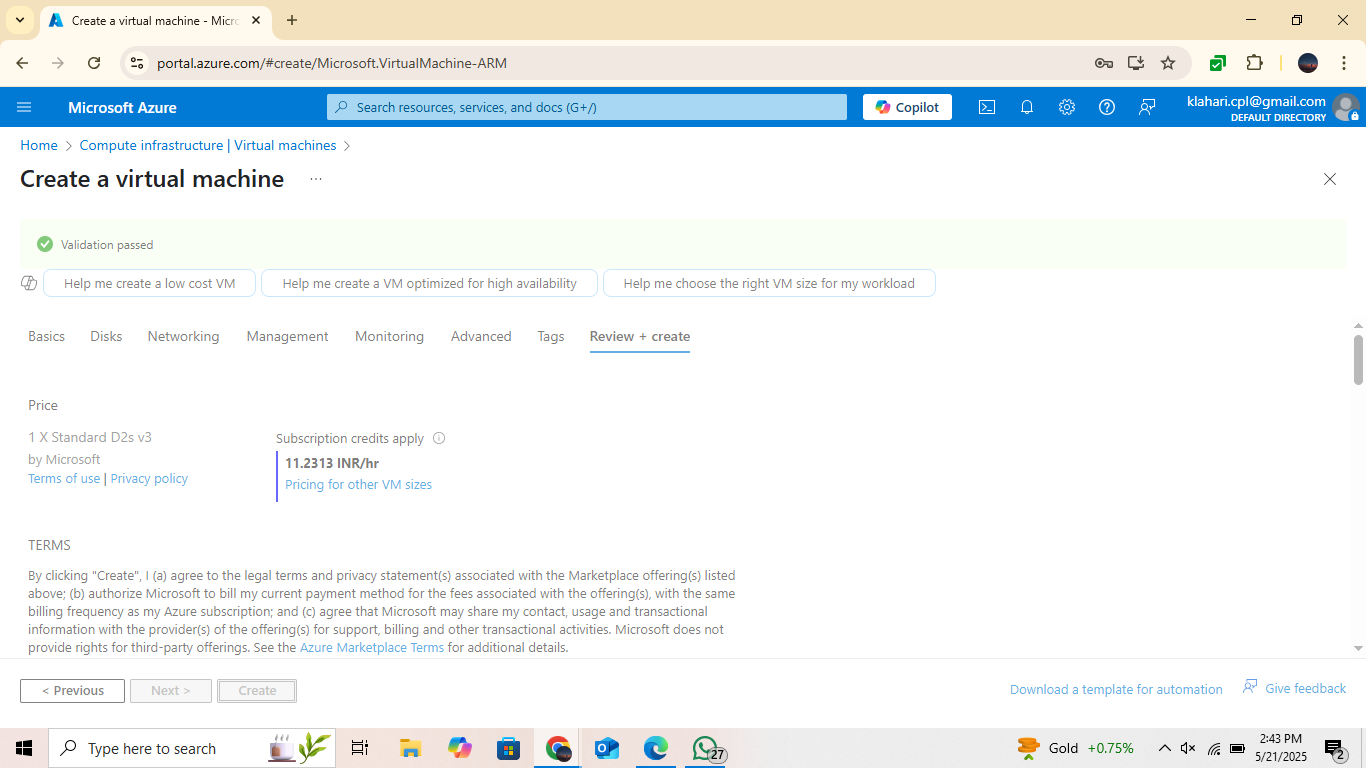 Create a virtual machine - Micr
portal.azure.com/#create/Microsoft.VirtualMachine-ARM
Microsoft Azure
Search resources, services, and docs (G+/)
Copilot
klahari.cpl@gmail.com
DEFAULT DIRECTORY
Home > Compute infrastructure | Virtual machines >
Create a virtual machine ...
Validation passed
Help me create a low cost VM
Help me create a VM optimized for high availability
Help me choose the right VM size for my workload
Basics Disks Networking Management Monitoring Advanced Tags Review + create
Price
1 X Standard D2s v3
by Microsoft
Terms of use | Privacy policy
Subscription credits apply
11.2313 INR/hr
Pricing for other VM sizes
TERMS
By clicking "Create", I (a) agree to the legal terms and privacy statement(s) associated with the Marketplace offering(s) listed
above; (b) authorize Microsoft to bill my current payment method for the fees associated with the offering(s), with the same
billing frequency as my Azure subscription; and (c) agree that Microsoft may share my contact, usage and transactional
information with the provider(s) of the offering(s) for support, billing and other transactional activities. Microsoft does not
provide rights for third-party offerings. See the Azure Marketplace Terms for additional details.
< Previous
Next >
Create
Download a template for automation
Give feedback
Type here to search
27
Gold +0.75%
2:43 PM
5/21/2025
2